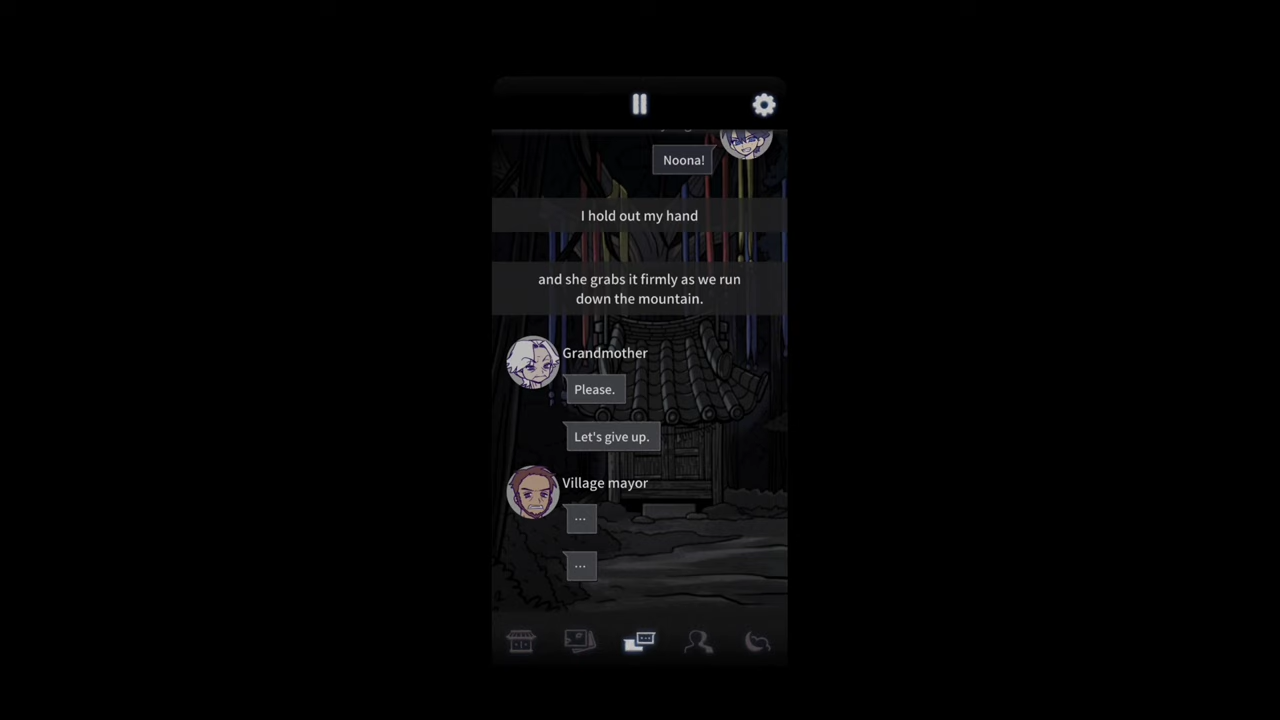 Noona!
I hold out my hand
and she grabs it firmly as we run
down the mountain.
Grandmother
Please.
Let's give up.
Village mayor
...
...